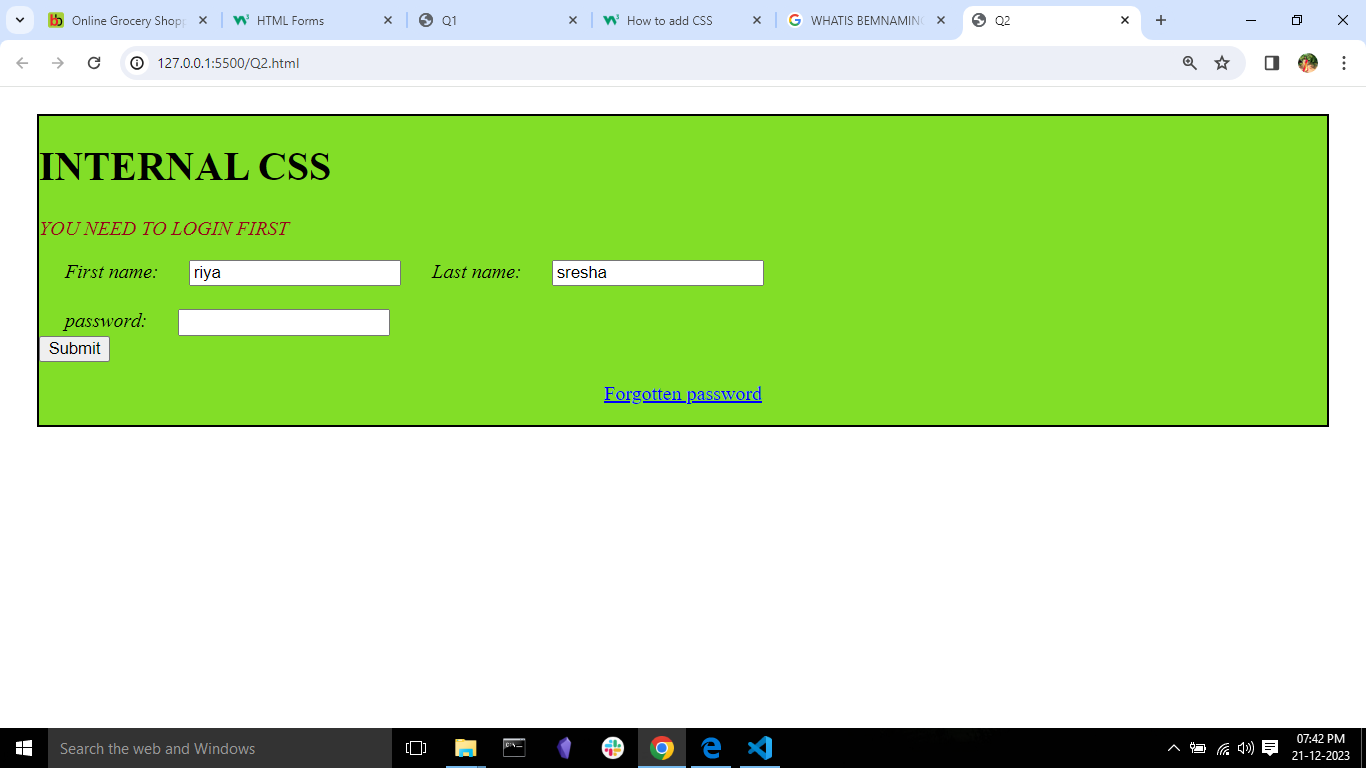 Online Grocery Shopp
HTML Forms
Q1
How to add CSS
WHATIS BEMNAMING
Q2
127.0.0.1:5500/Q2.html
INTERNAL CSS
YOU NEED TO LOGIN FIRST
First name: riya Last name: sresha
password:
Submit
Forgotten password
Search the web and Windows
07:42 PM
21-12-2023